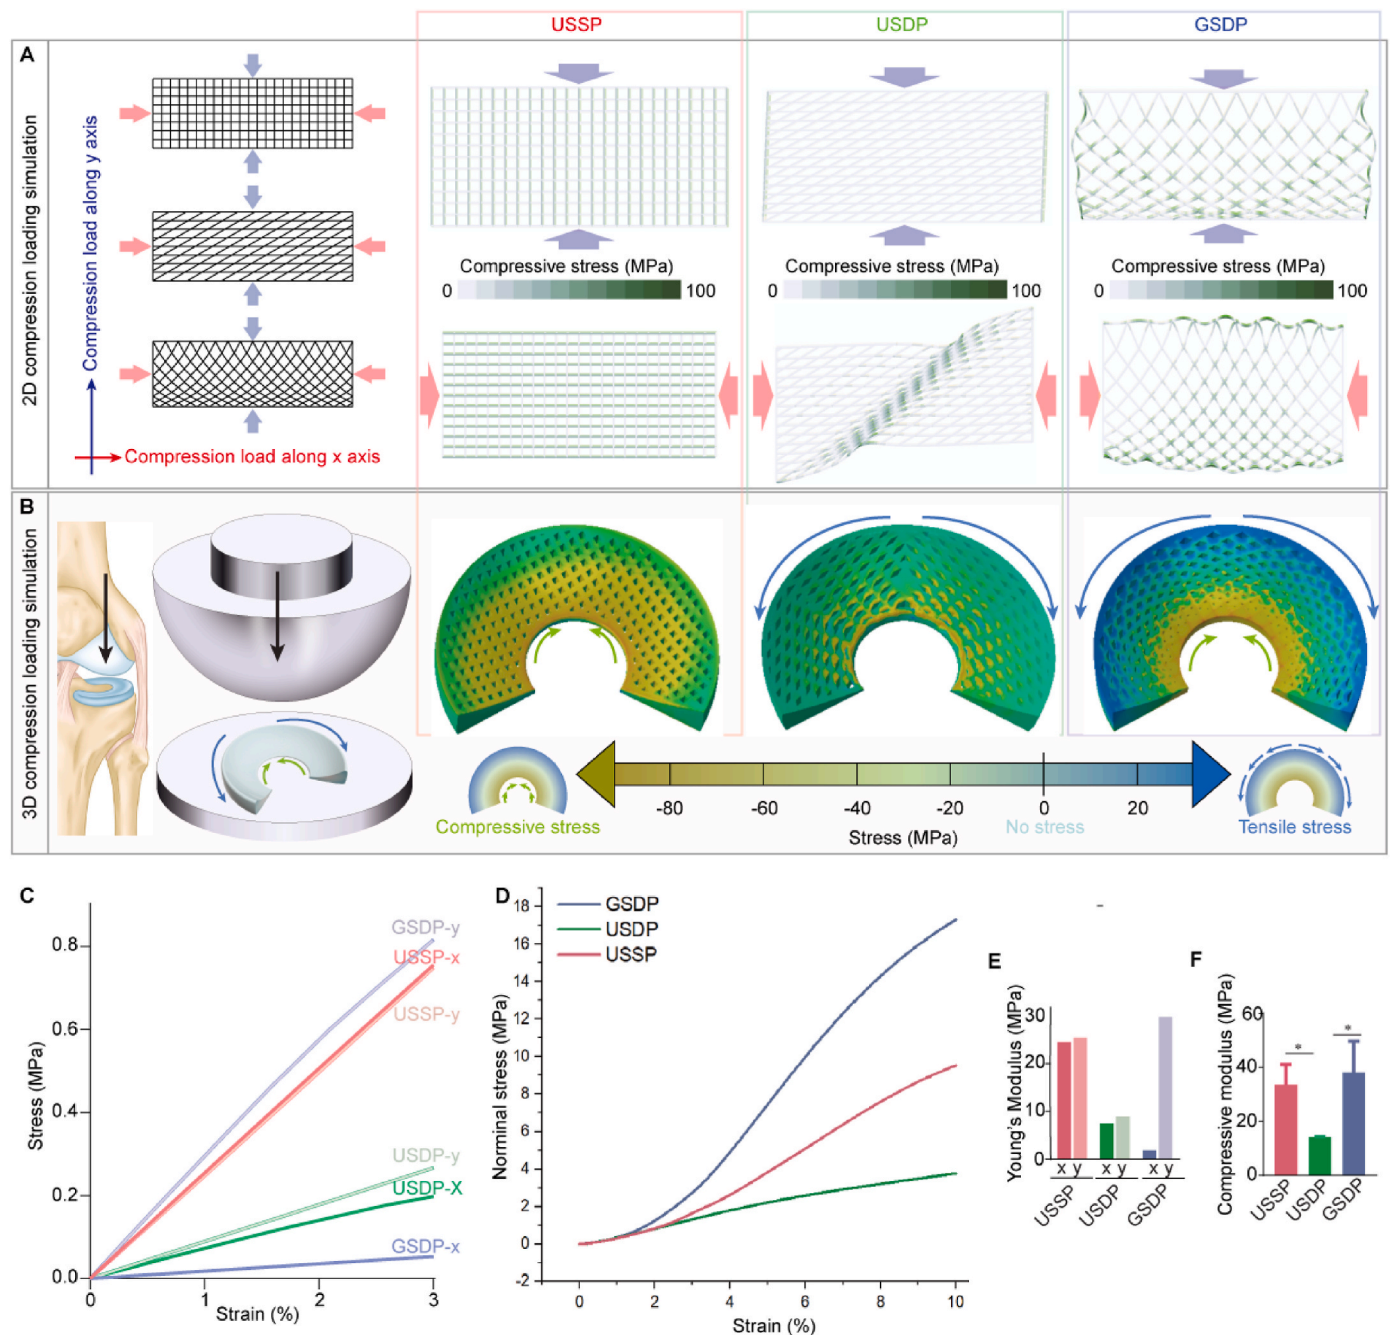 USSP
USDP
GSDP
A
2D compression loading simulation
Compression load along y axis
Compression load along x axis
Compressive stress (MPa)
0
100
Compressive stress (MPa)
0
100
Compressive stress (MPa)
0
100
B
3D compression loading simulation
-80
-60
-40
-20
0
20
Compressive stress
No stress
Tensile stress
Stress (MPa)
C
Stress (MPa)
0.8
0.6
0.4
0.2
0.0
0
1
2
3
Strain (%)
GSDP-y
USSP-x
USSP-y
USDP-y
USDP-X
GSDP-x
D
Norminal stress (MPa)
18
16
14
12
10
8
6
4
2
0
-2
0
2
4
6
8
10
Strain (%)
GSDP
USDP
USSP
E
Young's Modulus (MPa)
30
20
10
0
x y
x y
x y
USSP
USDP
GSDP
F
Compressive modulus (MPa)
60
40
20
0
*
*
USSP
USDP
GSDP